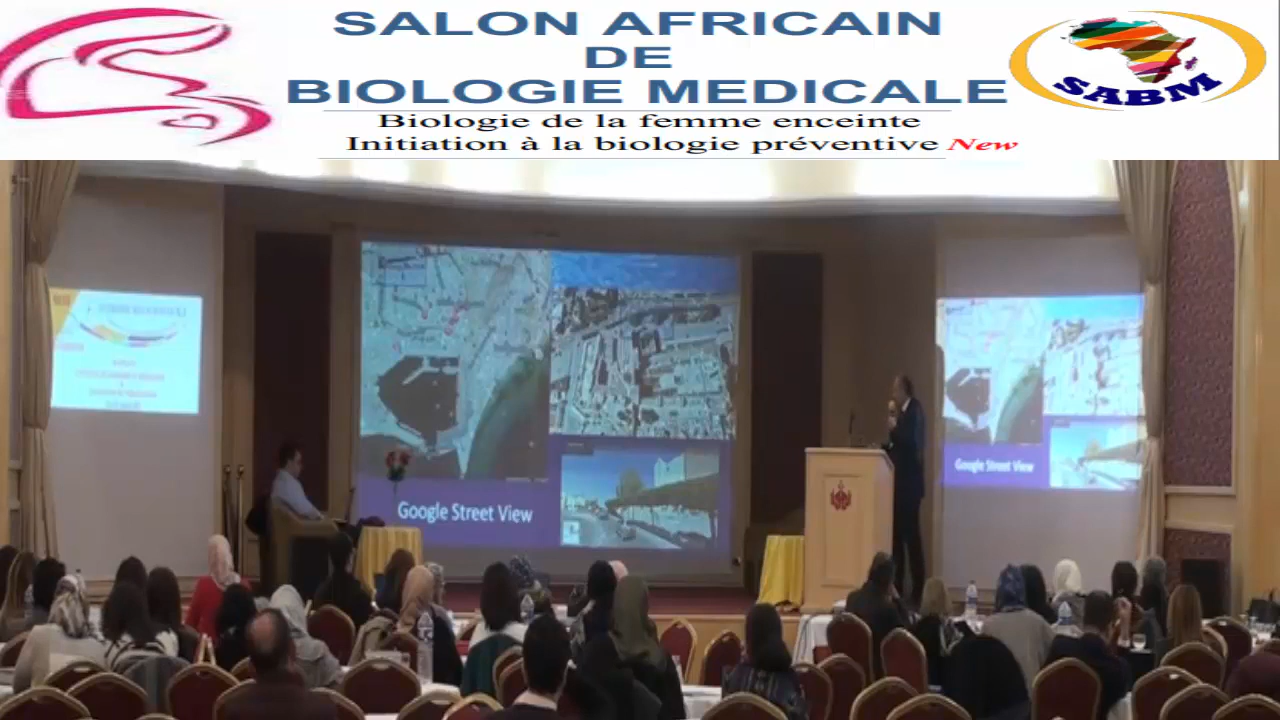 SALON AFRICAIN
DE
BIOLOGIE MEDICALE
Biologie de la femme enceinte
Initiation à la biologie préventive New
SABM
Google Street View
Google Street View